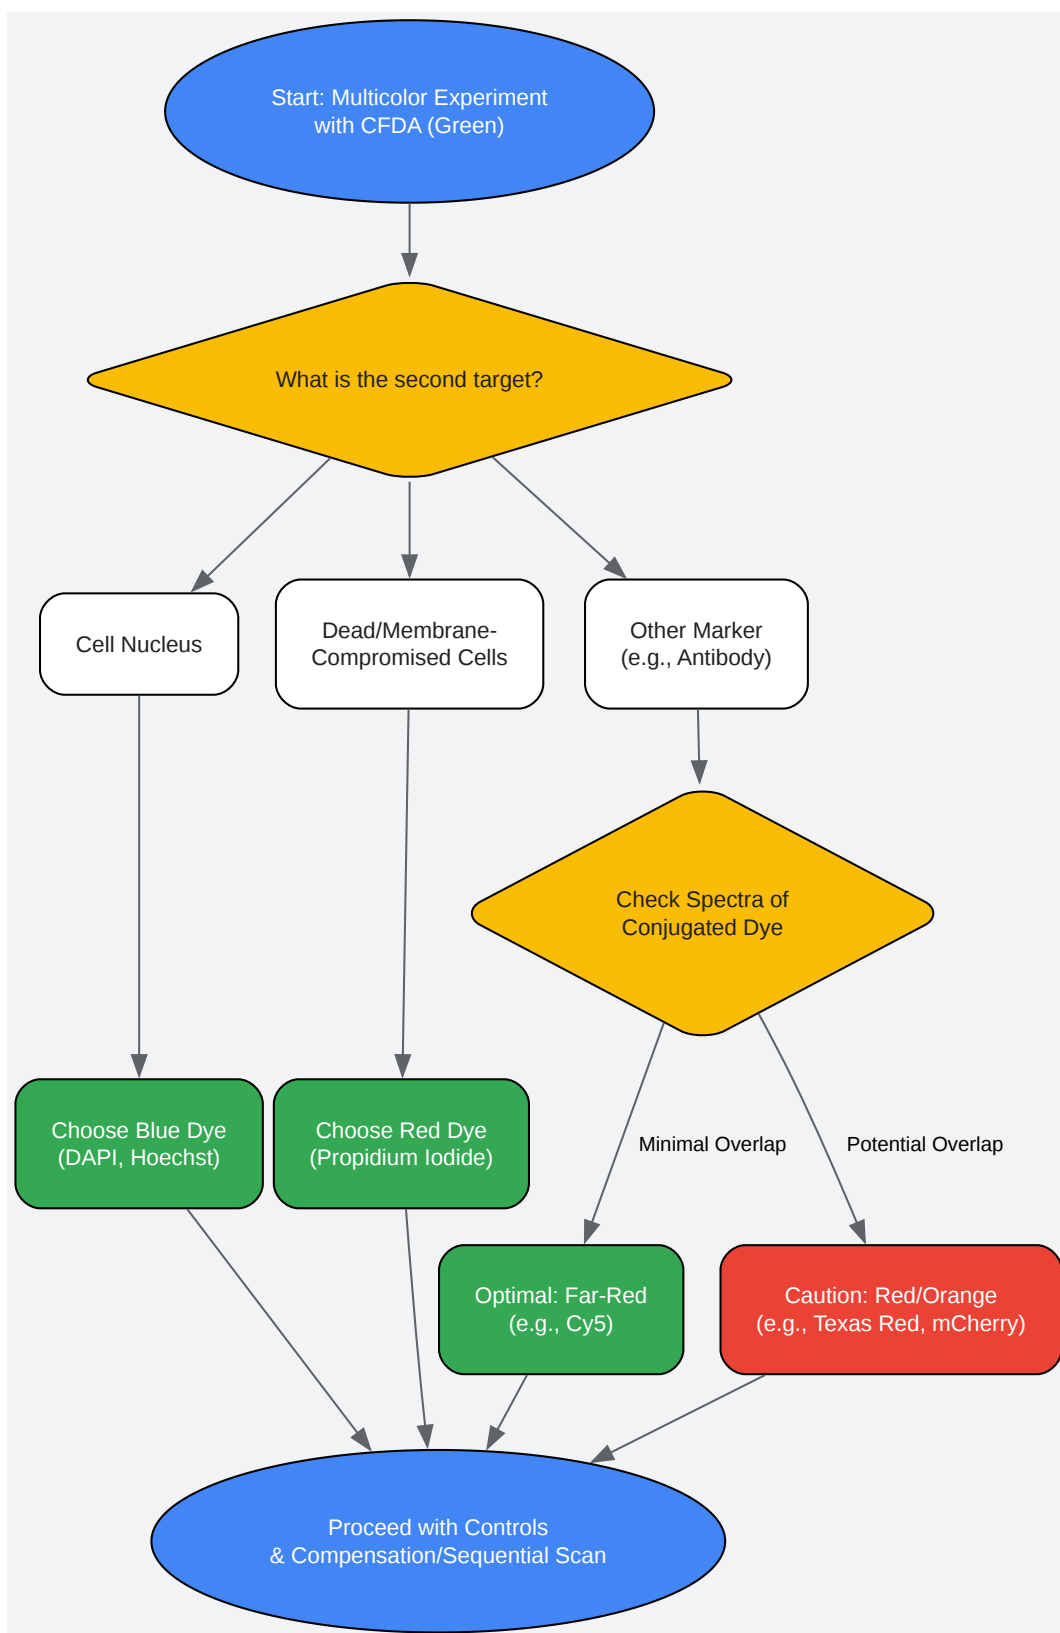 Start: Multicolor Experiment
with CFDA (Green)
What is the second target?
Cell Nucleus
Dead/Membrane-
Compromised Cells
Other Marker
(e.g., Antibody)
Check Spectra of
Conjugated Dye
Choose Blue Dye
(DAPI, Hoechst)
Choose Red Dye
(Propidium Iodide)
Minimal Overlap
Potential Overlap
Optimal: Far-Red
(e.g., Cy5)
Caution: Red/Orange
(e.g., Texas Red, mCherry)
Proceed with Controls
& Compensation/Sequential Scan